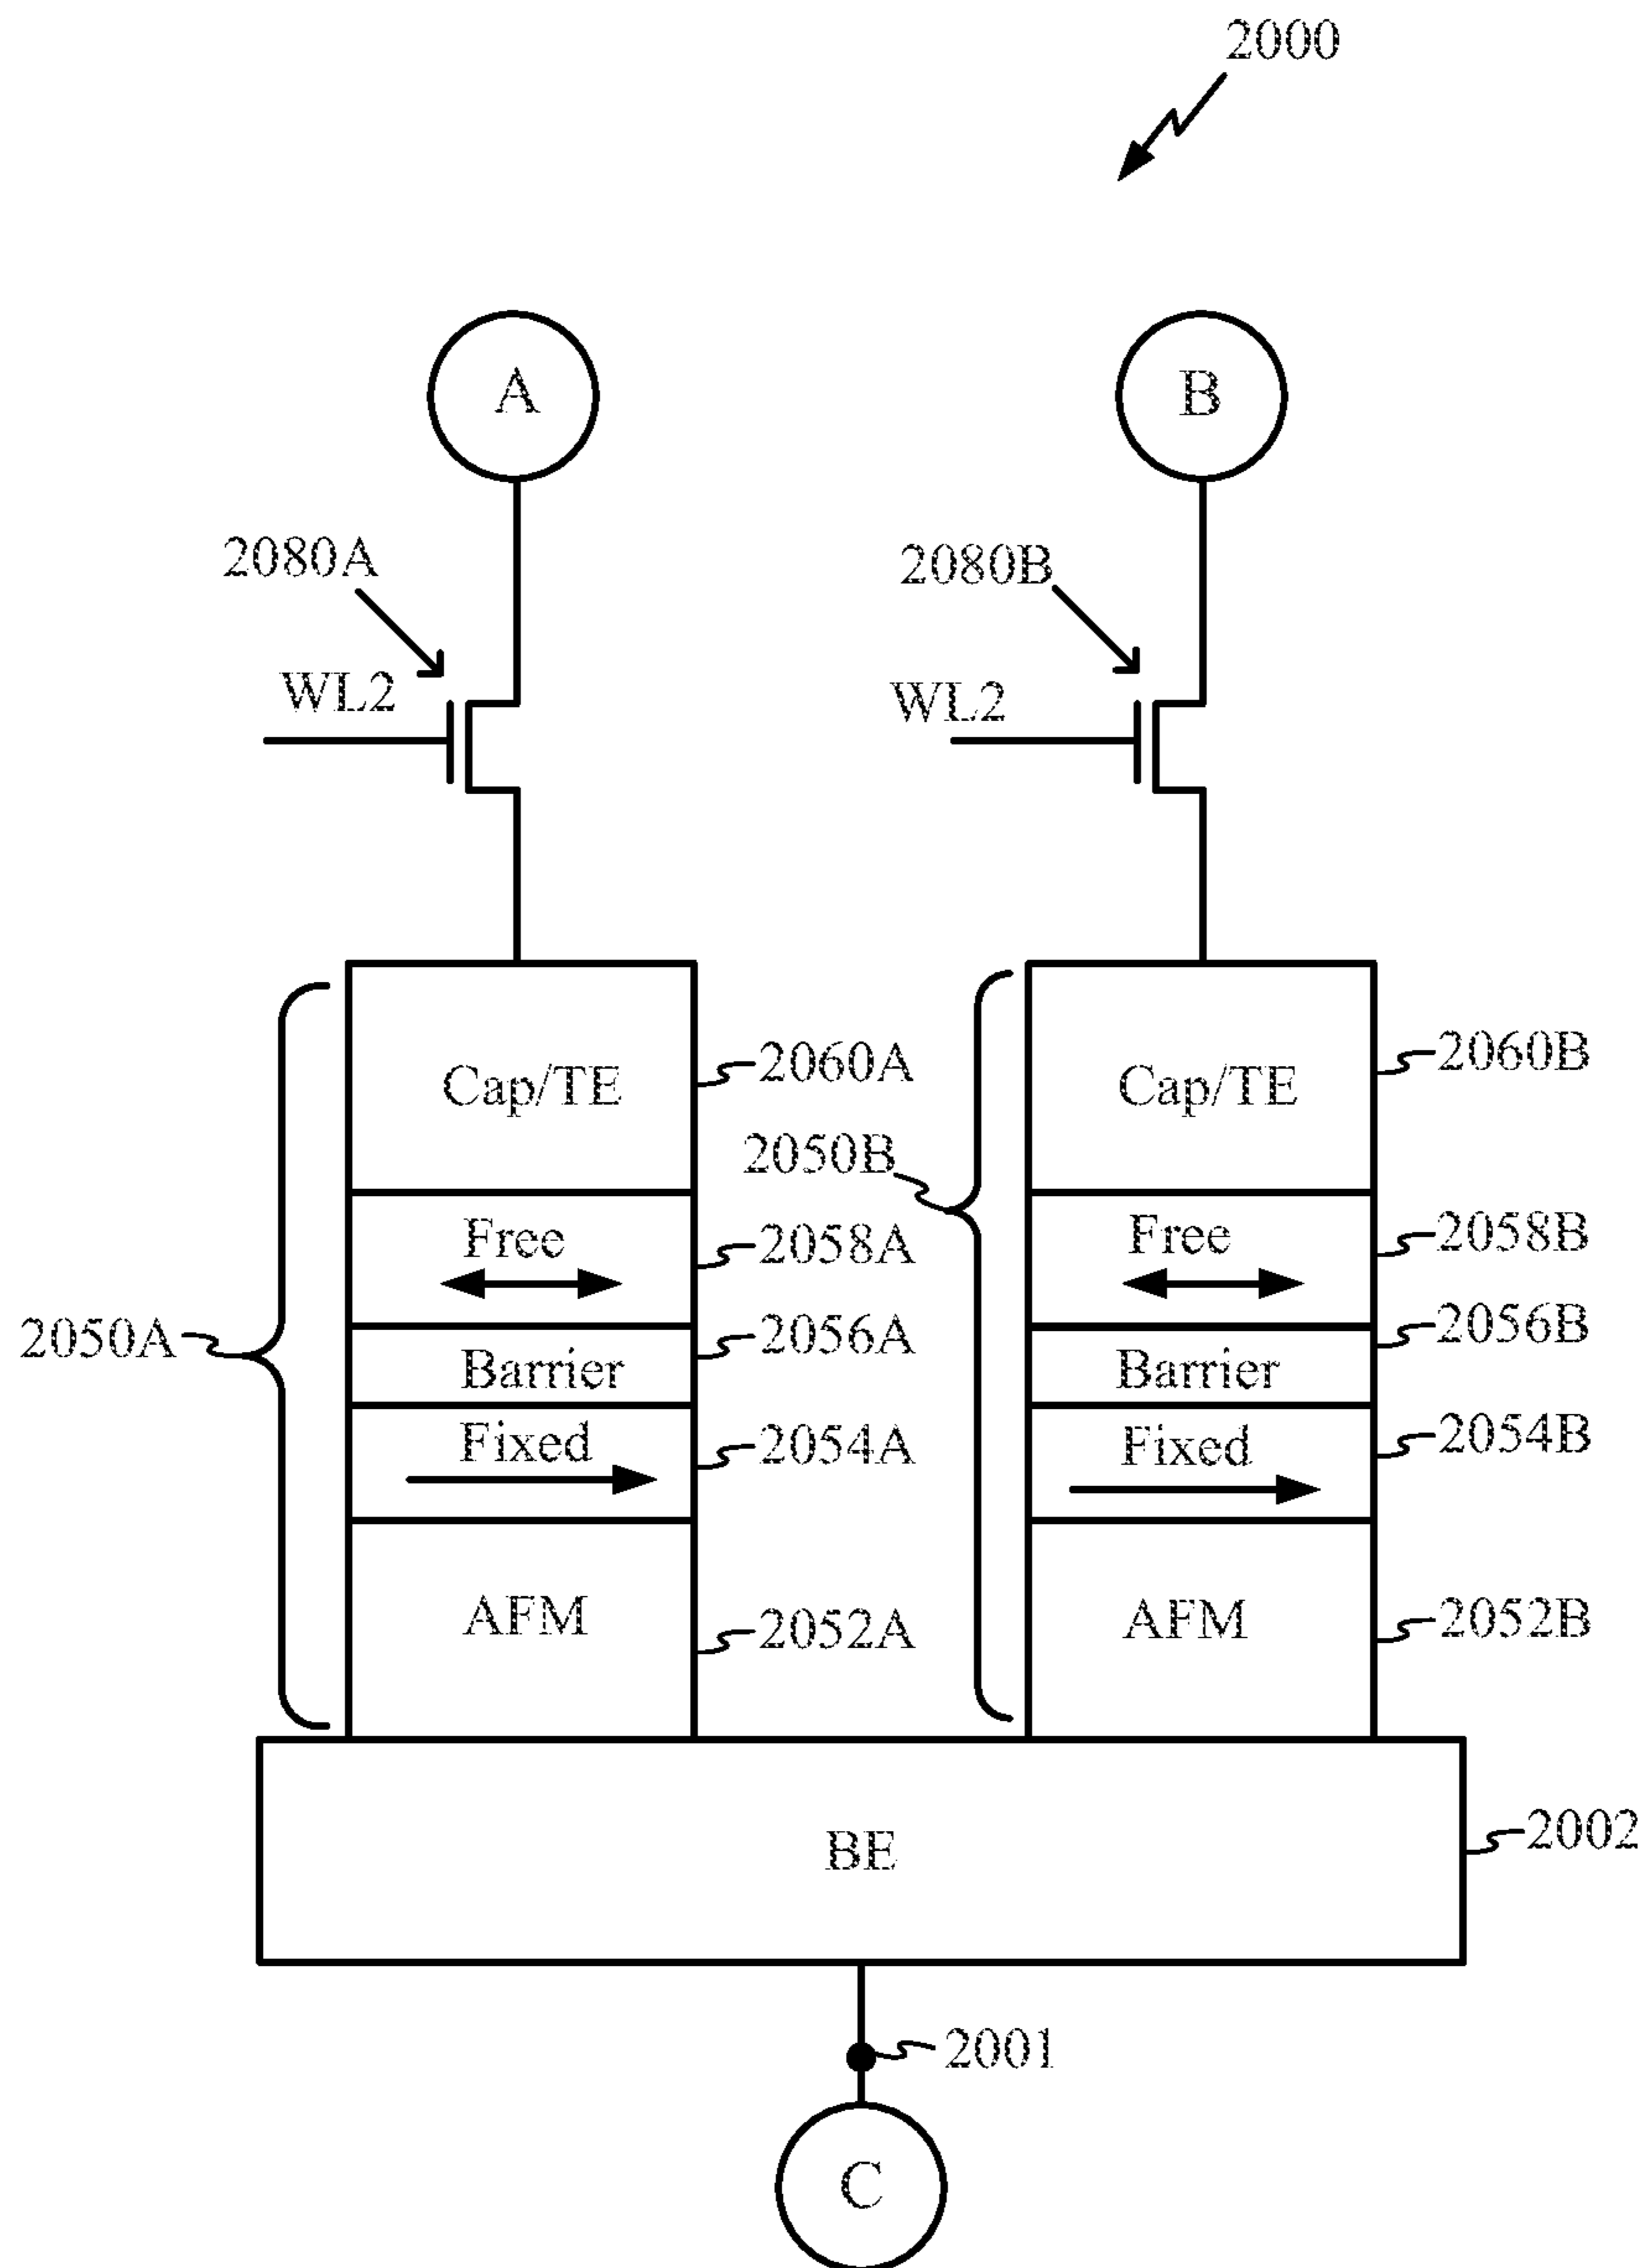 2000
A
B
2080A
2080B
WL2
WL2
Cap/TE
2060A
Cap/TE
2060B
2050B
Free
2058A
Free
2058B
2050A
2056A
2056B
Barrier
Barrier
Fixed
2054A
Fixed
2054B
AFM
2052A
AFM
2052B
BE
2002
2001
C